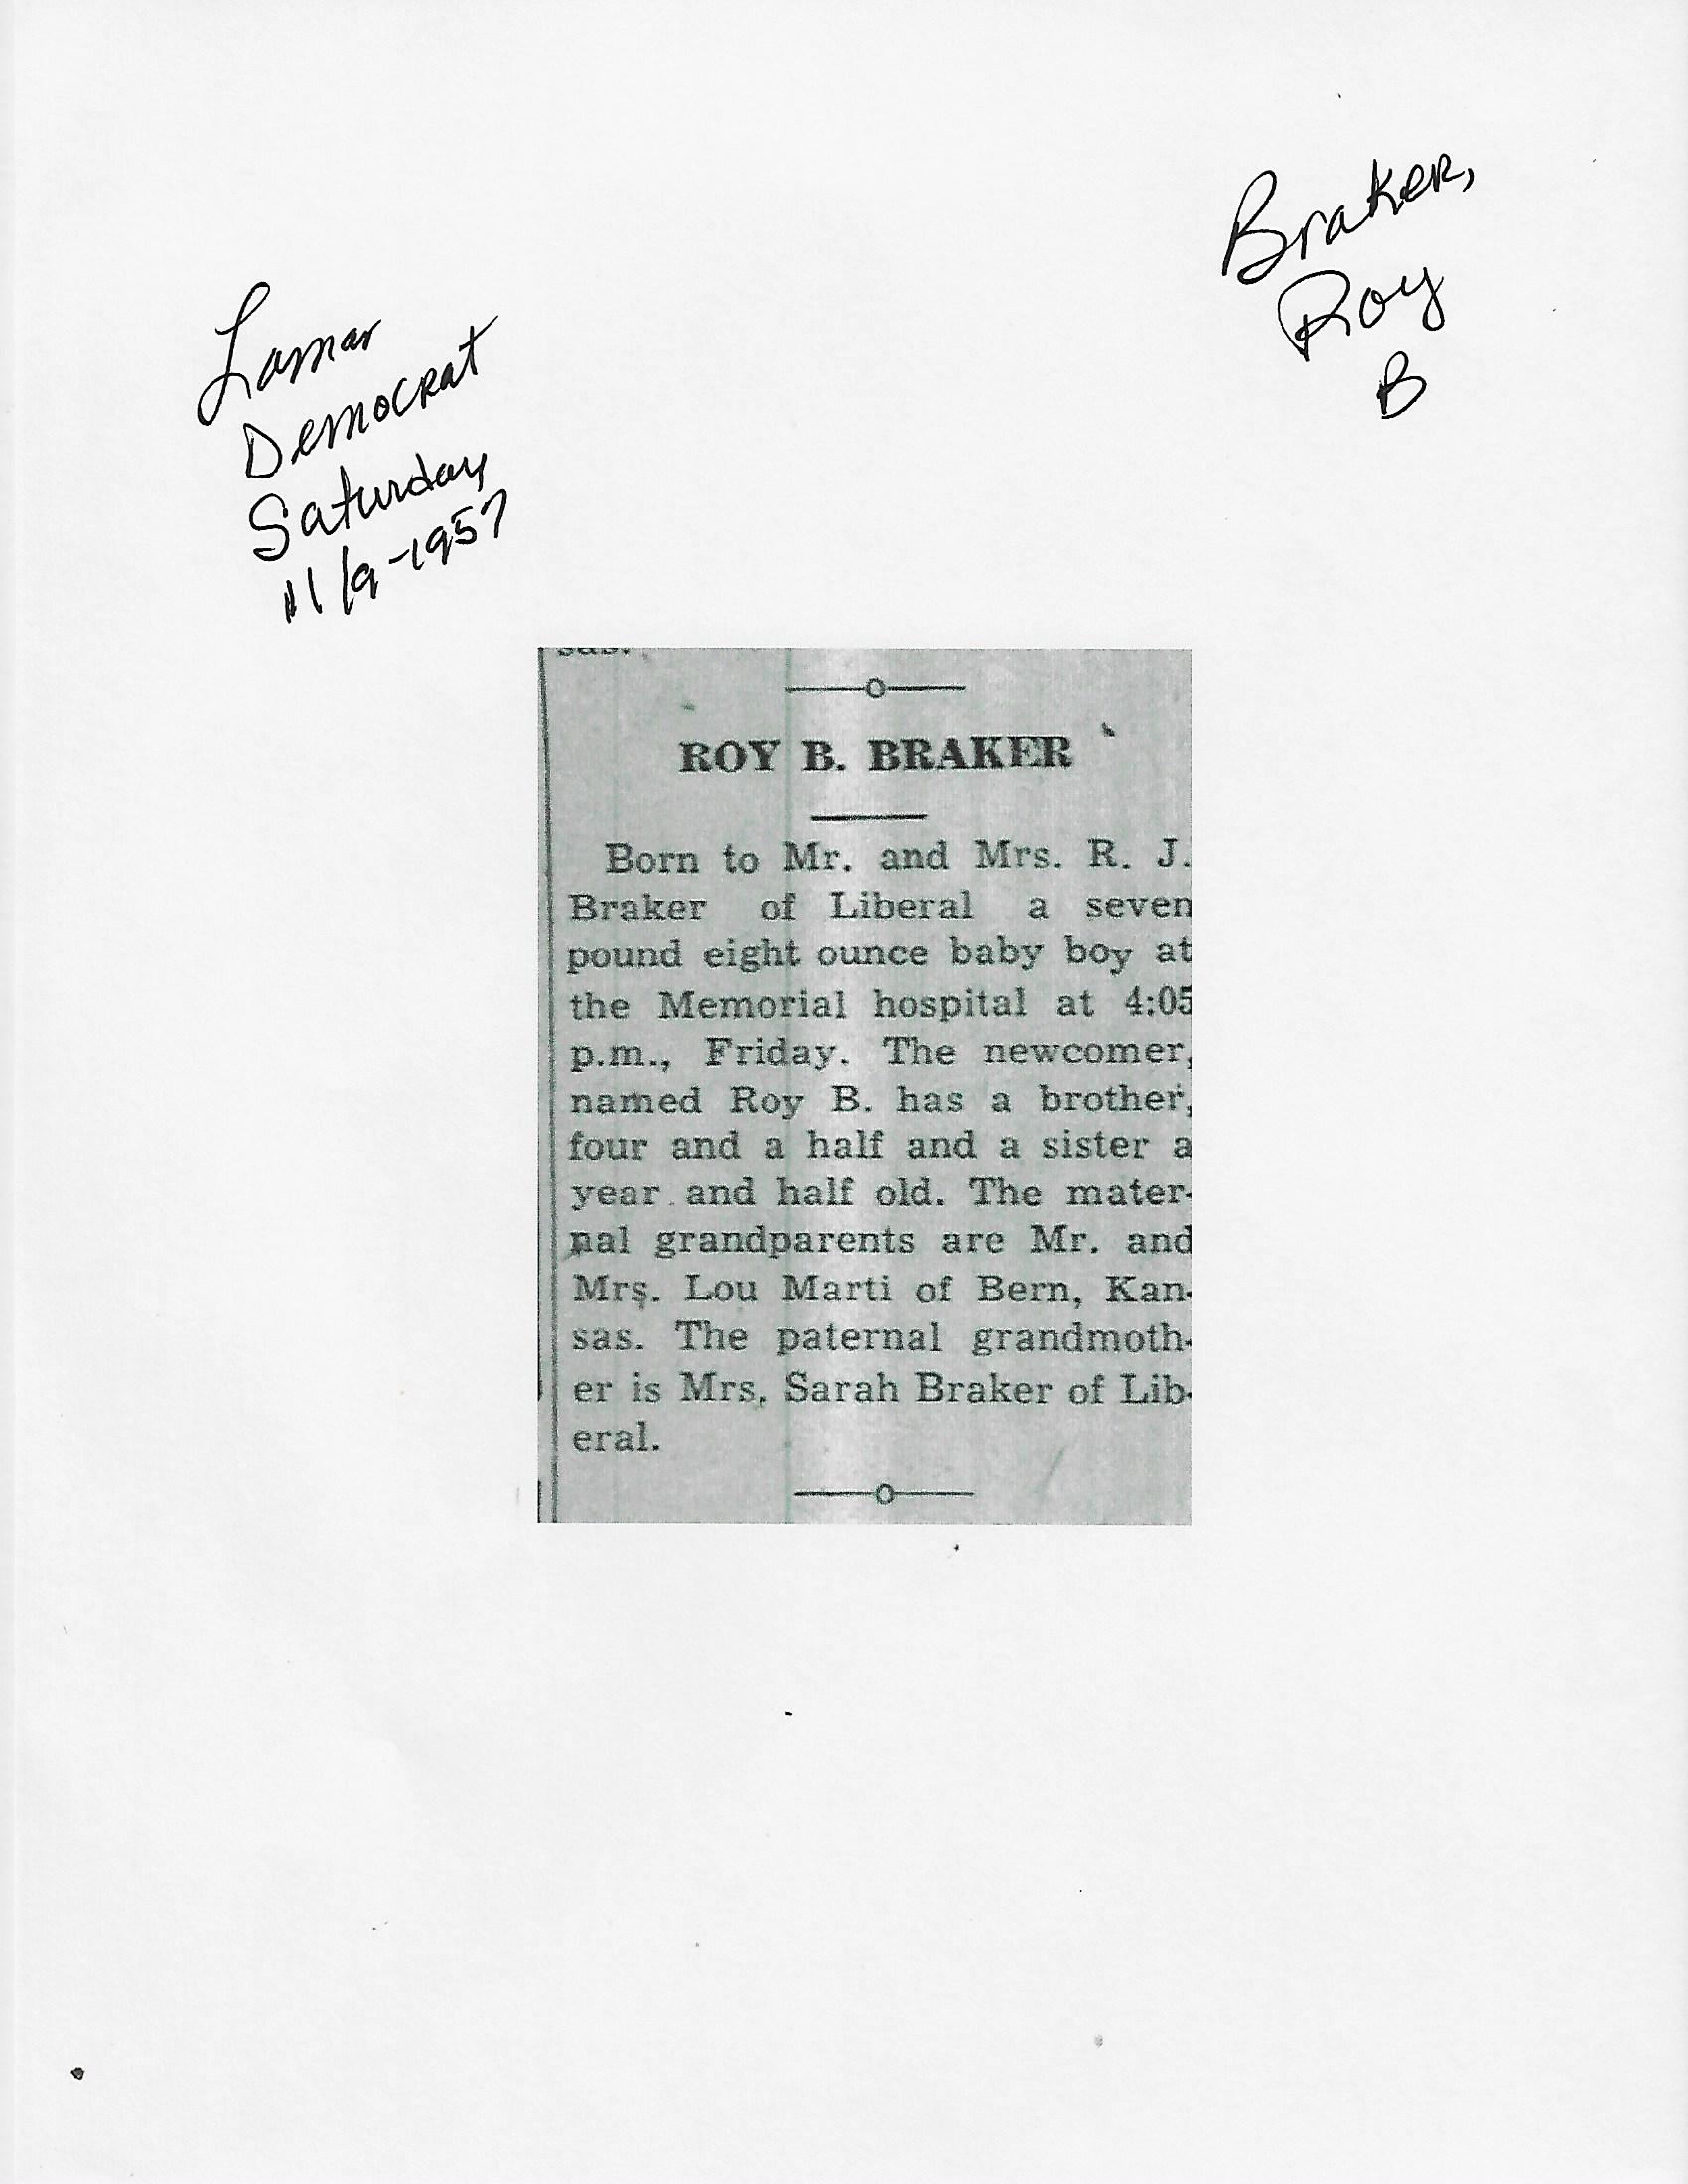 Braker,
Roy
B
Lamar
Democrat
Saturday
11/9-1957
sas.
ROY B. BRAKER
Born to Mr. and Mrs. R. J.
Braker of Liberal a seven
pound eight ounce baby boy at
the Memorial hospital at 4:05
p.m., Friday. The newcomer,
named Roy B. has a brother,
four and a half and a sister a
year and half old. The mater-
nal grandparents are Mr. and
Mrs. Lou Marti of Bern, Kan-
sas. The paternal grandmoth-
er is Mrs. Sarah Braker of Lib-
eral.